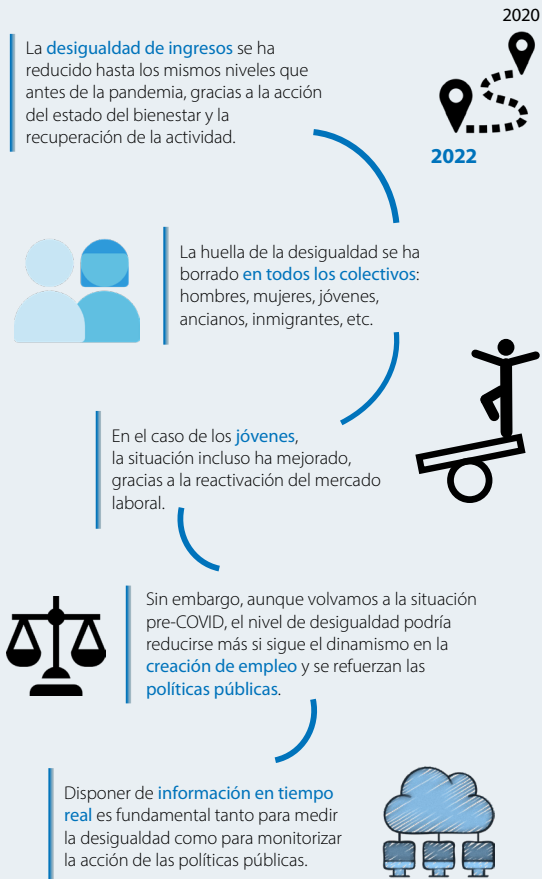 2020
La desigualdad de ingresos se ha
reducido hasta los mismos niveles que
antes de la pandemia, gracias a la acción
del estado del bienestar y la
recuperación de la actividad.
2022
La huella de la desigualdad se ha
borrado en todos los colectivos:
hombres, mujeres, jóvenes,
ancianos, inmigrantes, etc.
En el caso de los jóvenes,
la situación incluso ha mejorado,
gracias a la reactivación del mercado
laboral.
Sin embargo, aunque volvamos a la situación
pre-COVID, el nivel de desigualdad podría
reducirse más si sigue el dinamismo en la
creación de empleo y se refuerzan las
políticas públicas.
Disponer de información en tiempo
real es fundamental tanto para medir
la desigualdad como para monitorizar
la acción de las políticas públicas.